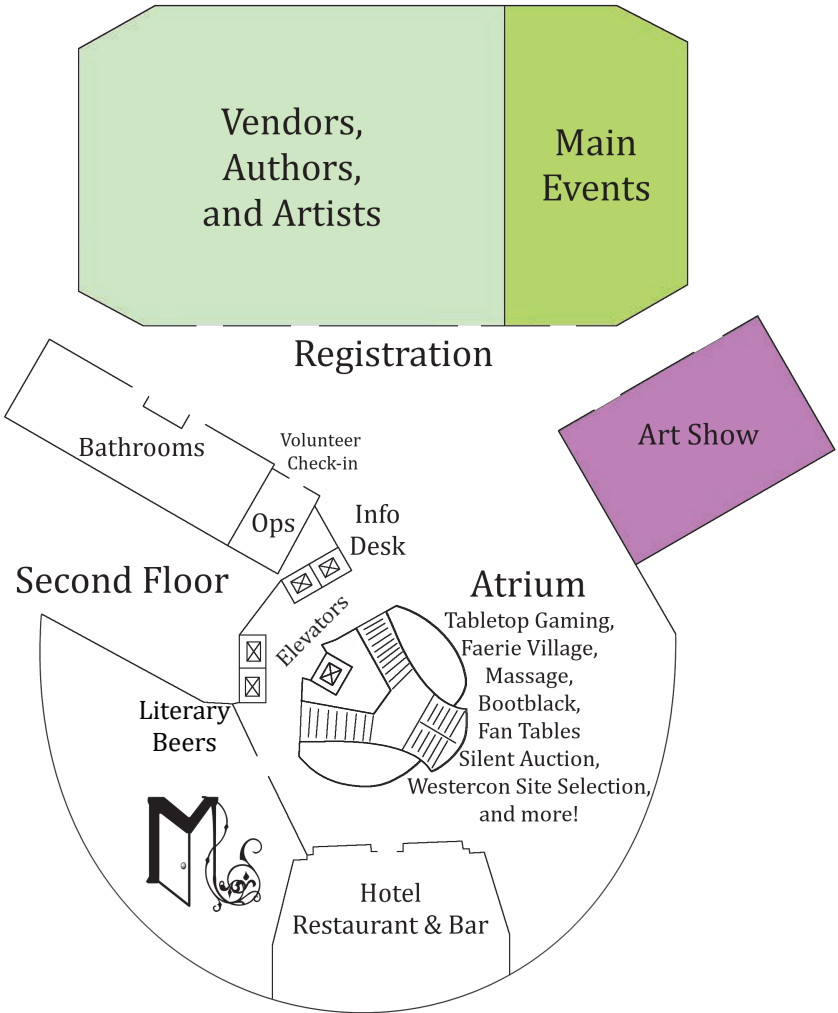 Vendors,
Authors,
and Artists
Main
Events
Registration
Art Show
Bathrooms
Volunteer
Check-in
Ops
Info
Desk
Second Floor
Elevators
Atrium
Tabletop Gaming,
Faerie Village,
Massage,
Bootblack,
Fan Tables
Silent Auction,
Westercon Site Selection,
and more!
Literary
Beers
Hotel
Restaurant & Bar